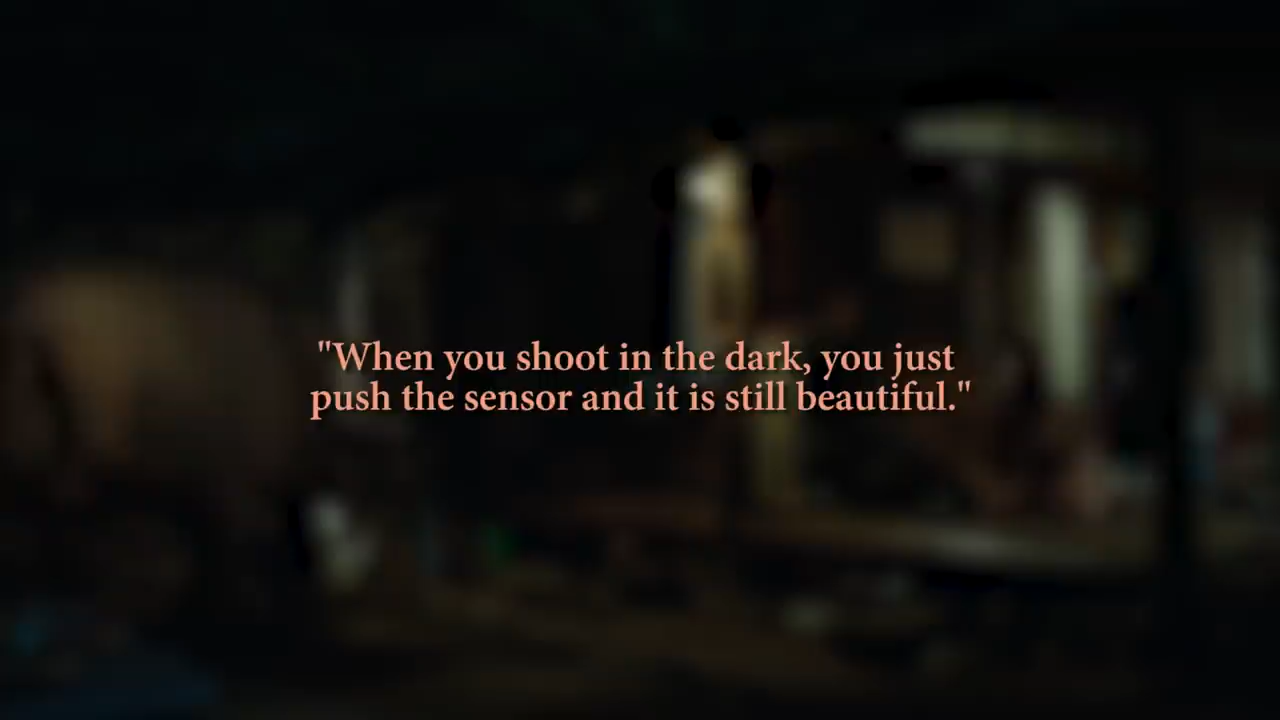 "When you shoot in the dark, you just
push the sensor and it is still beautiful."